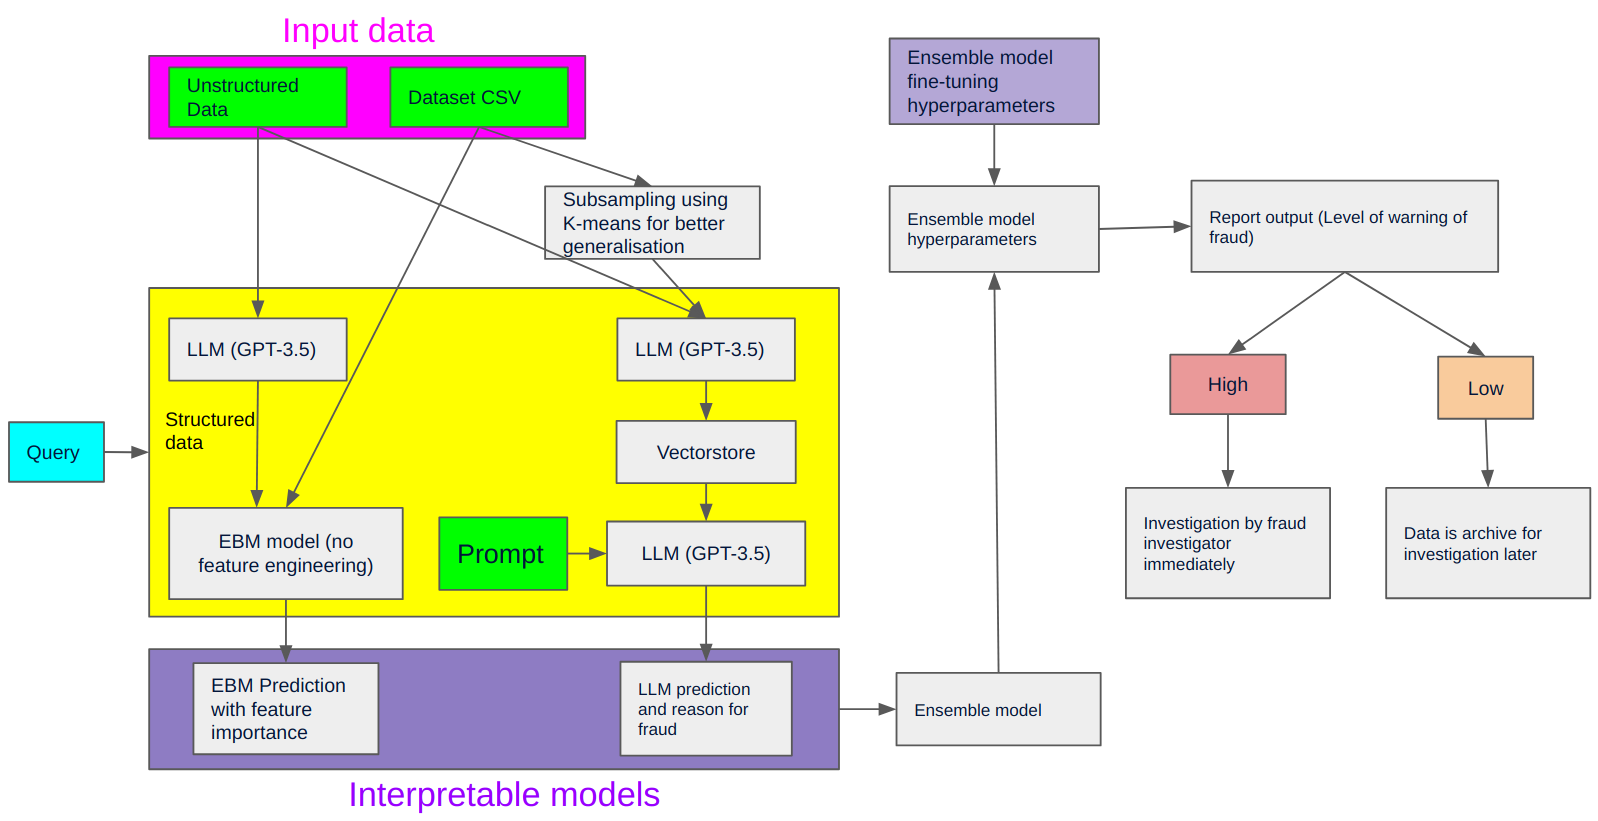 Input data
Unstructured
Data
Dataset CSV
Subsampling using
K-means for better
generalisation
LLM (GPT-3.5)
LLM (GPT-3.5)
Structured
data
Query
Vectorstore
EBM model (no
feature engineering)
Prompt
LLM (GPT-3.5)
EBM Prediction
with feature
importance
LLM prediction
and reason for
fraud
Interpretable models
Ensemble model
Ensemble model
fine-tuning
hyperparameters
Ensemble model
hyperparameters
Report output (Level of warning of
fraud)
High
Low
Investigation by fraud
investigator
immediately
Data is archive for
investigation later